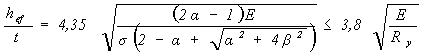 h_ef/t = 4,35 √((2α − 1)E / (σ(2 − α + √(α² + 4β²)))) ≤ 3,8 √(E/R_y)